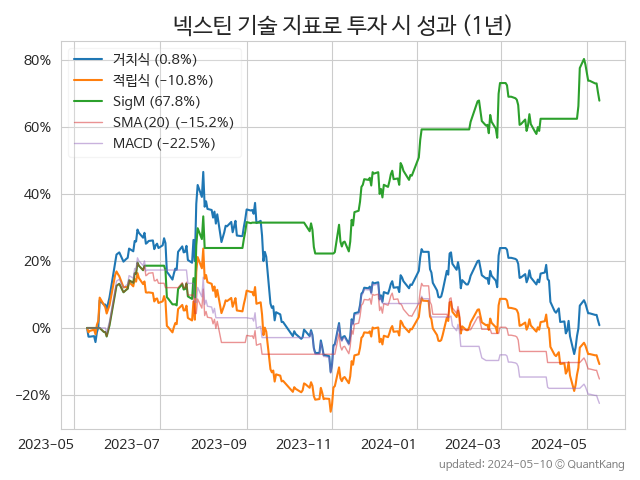 넥스틴 기술 지표로 투자 시 성과 (1년)
80%
60%
40%
20%
0%
−20%
거치식 (0.8%)
적립식 (−10.8%)
SigM (67.8%)
SMA(20) (−15.2%)
MACD (−22.5%)
2023−05 2023−07 2023−09 2023−11 2024−01 2024−03 2024−05
updated: 2024-05-10 © QuantKang